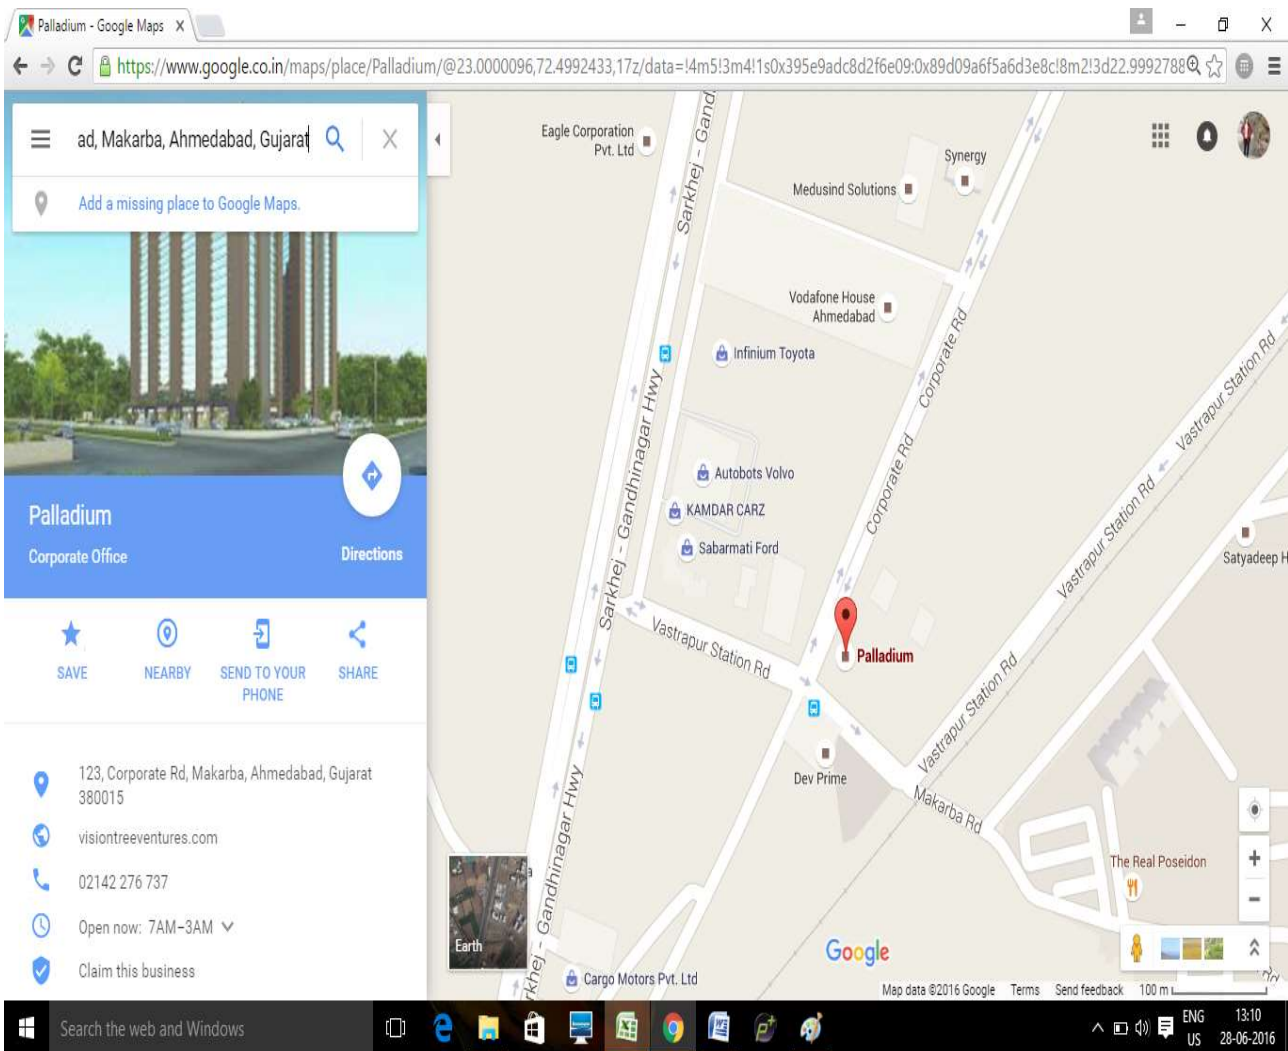 Palladium - Google Maps
https://www.google.co.in/maps/place/Palladium/@23.0000096,72.4992433,17z/data=!4m5!3m4!1s0x395e9adc8d2f6e09:0x89d09a6f5a6d3e8c!8m2!3d22.9992788
ad, Makarba, Ahmedabad, Gujarat
Add a missing place to Google Maps.
Palladium
Corporate Office
Directions
SAVE
NEARBY
SEND TO YOUR
PHONE
SHARE
123, Corporate Rd, Makarba, Ahmedabad, Gujarat
380015
visiontreeventures.com
02142 276 737
Open now: 7AM–3AM
Claim this business
Eagle Corporation
Pvt. Ltd
Sarkhej - Gand
Synergy
Medusind Solutions
Vodafone House
Ahmedabad
Infinium Toyota
Corporate Rd
Vastrapur Station Rd
Vastrapur Station Rd
Sarkhej - Gandhinagar Hwy
Autobots Volvo
KAMDAR CARZ
Sabarmati Ford
Corporate Rd
Vastrapur Station Rd
Satyadeep H
Vastrapur Station Rd
Palladium
Vastrapur Station Rd
Dev Prime
Makarba Rd
The Real Poseidon
rkhej - Gandhinagar Hwy
Earth
Cargo Motors Pvt. Ltd
Google
Map data ©2016 Google Terms Send feedback 100 m
Search the web and Windows
ENG
US
13:10
28-06-2016